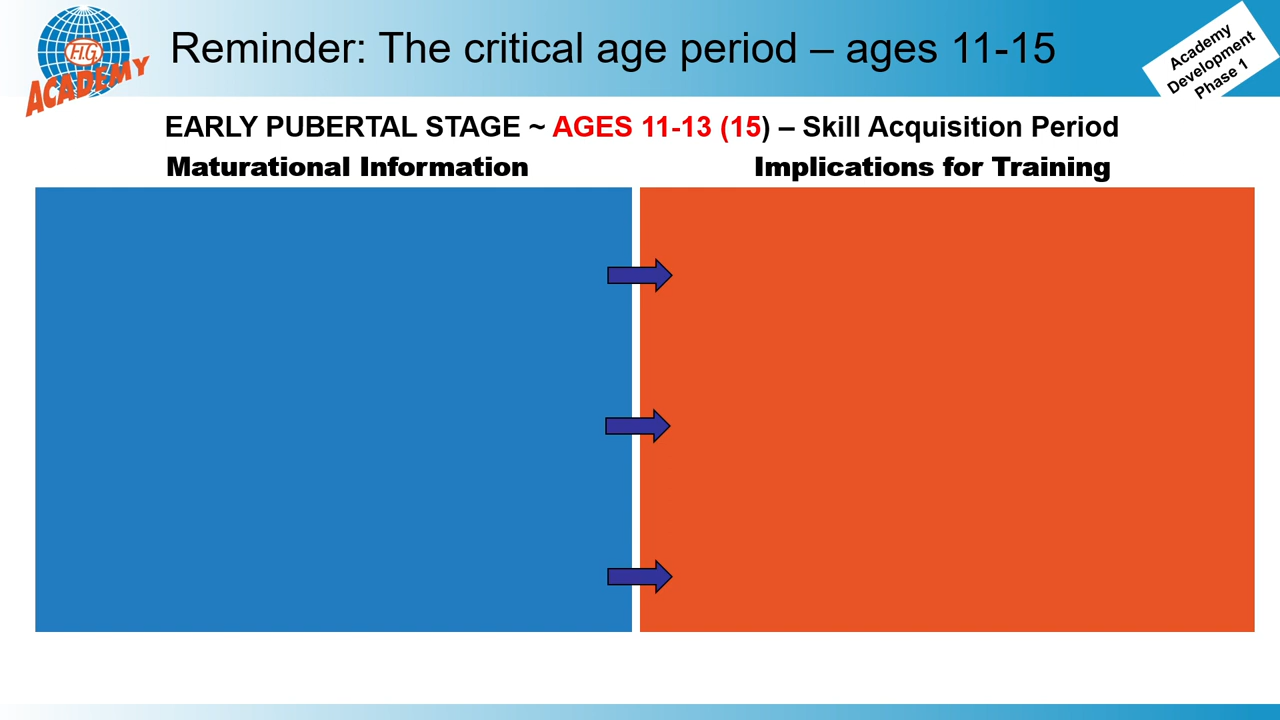 F.I.G.
ACADEMY
Reminder: The critical age period – ages 11-15
Academy
Development
Phase 1
EARLY PUBERTAL STAGE ~ AGES 11-13 (15) – Skill Acquisition Period
Maturational Information
Implications for Training